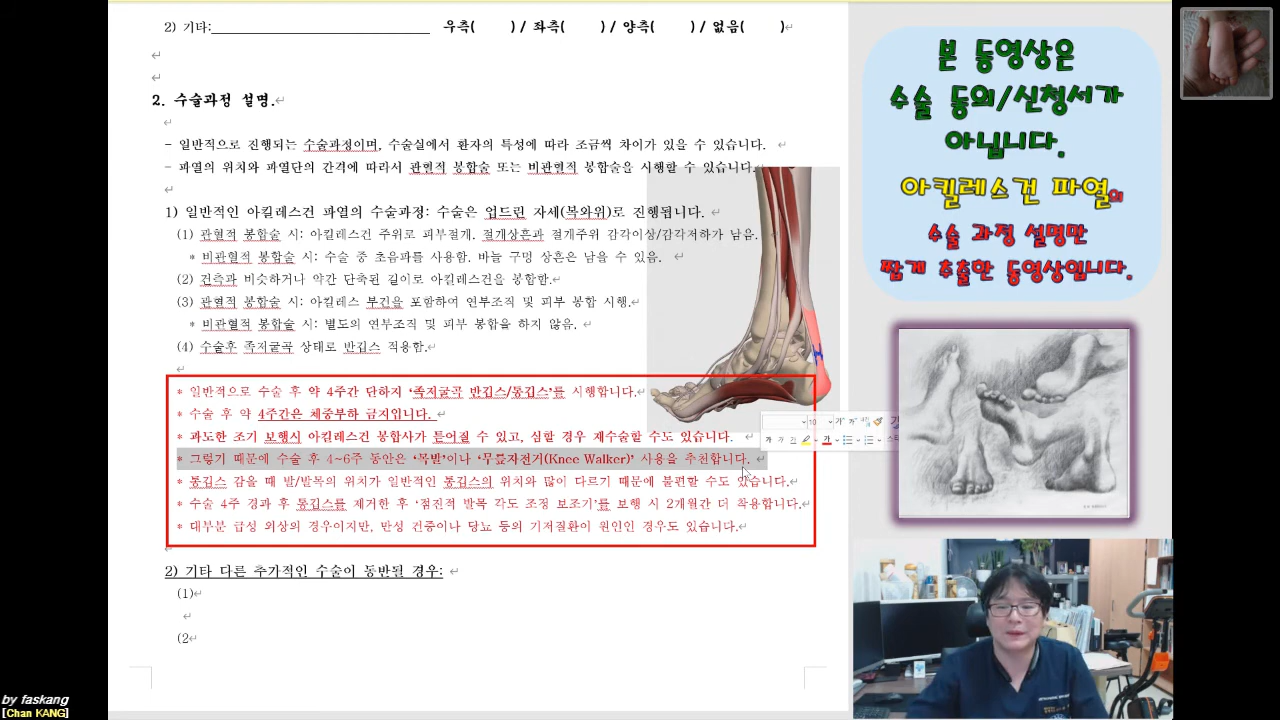 2) 기타:______________________________ 우측( ) / 좌측( ) / 양측( ) / 없음( )
2. 수술과정 설명.
- 일반적으로 진행되는 수술과정이며, 수술실에서 환자의 특성에 따라 조금씩 차이가 있을 수 있습니다.
- 파열의 위치와 파열단의 간격에 따라서 관혈적 봉합술 또는 비관혈적 봉합술을 시행할 수 있습니다.
1) 일반적인 아킬레스건 파열의 수술과정: 수술은 업드린 자세(복와위)로 진행됩니다.
(1) 관혈적 봉합술 시: 아킬레스건 주위로 피부절개. 절개상흔과 절개주위 감각이상/감각저하가 남음.
* 비관혈적 봉합술 시: 수술 중 초음파를 사용함. 바늘 구멍 상흔은 남을 수 있음.
(2) 건측과 비슷하거나 약간 단축된 길이로 아킬레스건을 봉합함.
(3) 관혈적 봉합술 시: 아킬레스 부건을 포함하여 연부조직 및 피부 봉합 시행.
* 비관혈적 봉합술 시: 별도의 연부조직 및 피부 봉합을 하지 않음.
(4) 수술후 족저굴곡 상태로 반깁스 적용함.
* 일반적으로 수술 후 약 4주간 단하지 '족저굴곡 반깁스/통깁스'를 시행합니다.
* 수술 후 약 4주간은 체중부하 금지입니다.
* 과도한 조기 보행시 아킬레스건 봉합사가 튿어질 수 있고, 심할 경우 재수술할 수도 있습니다.
* 그렇기 때문에 수술 후 4~6주 동안은 '목발'이나 '무릎자전거(Knee Walker)' 사용을 추천합니다.
* 통깁스 감을 때 발/발목의 위치가 일반적인 통깁스의 위치와 많이 다르기 때문에 불편할 수도 있습니다.
* 수술 4주 경과 후 통깁스를 제거한 후 '점진적 발목 각도 조정 보조기'를 보행 시 2개월간 더 착용합니다.
* 대부분 급성 외상의 경우이지만, 만성 건증이나 당뇨 등의 기저질환이 원인인 경우도 있습니다.
2) 기타 다른 추가적인 수술이 동반될 경우:
(1)
(2
본 동영상은
수술 동의/신청서가
아닙니다.
아킬레스건 파열의
수술 과정 설명만
짧게 추출한 동영상입니다.
10
by faskang
[Chan KANG]